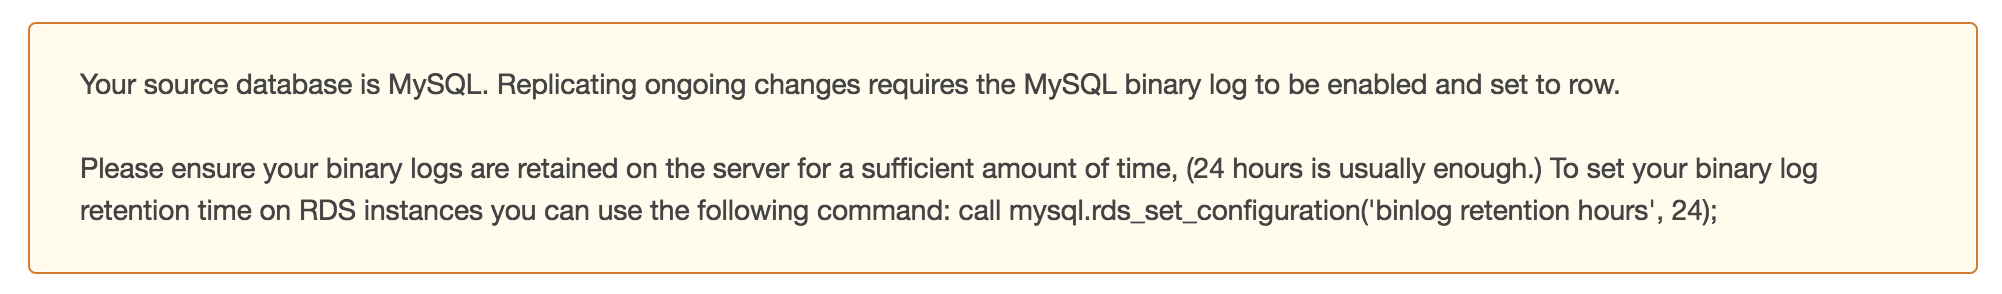 Your source database is MySQL. Replicating ongoing changes requires the MySQL binary log to be enabled and set to row.
Please ensure your binary logs are retained on the server for a sufficient amount of time, (24 hours is usually enough.) To set your binary log
retention time on RDS instances you can use the following command: call mysql.rds_set_configuration('binlog retention hours', 24);